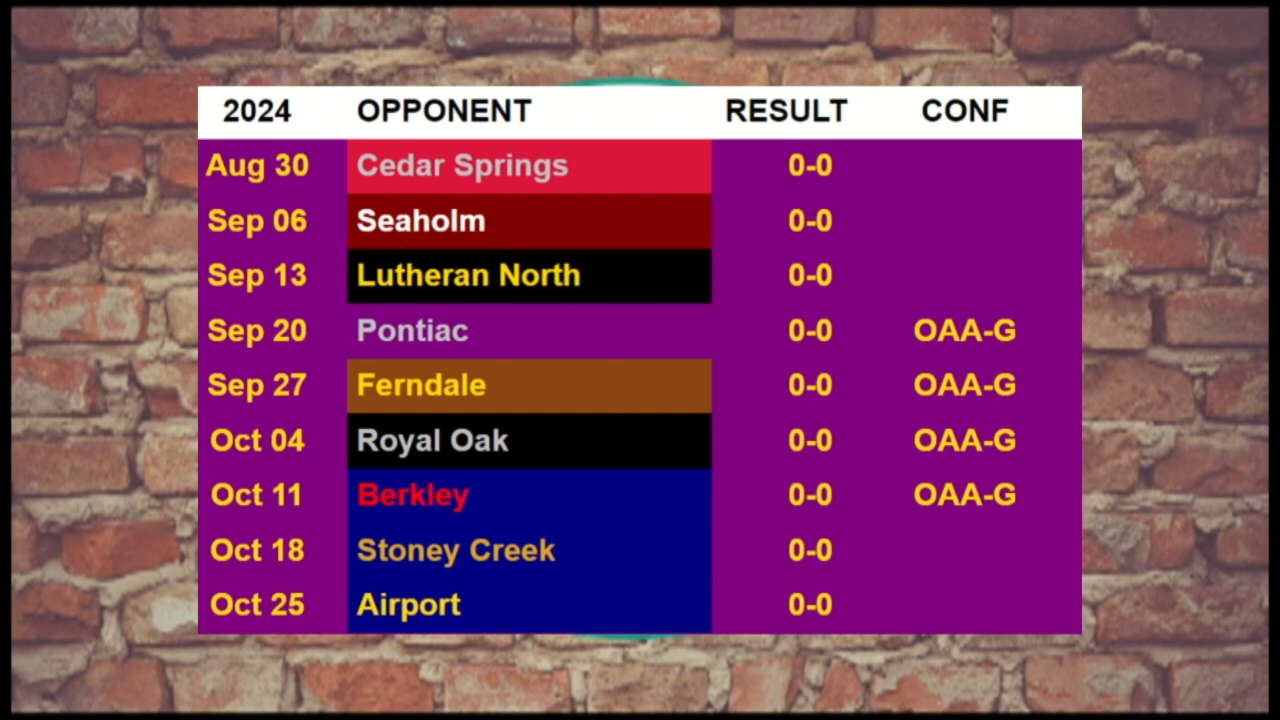 2024 OPPONENT RESULT CONF
Aug 30 Cedar Springs 0-0
Sep 06 Seaholm 0-0
Sep 13 Lutheran North 0-0
Sep 20 Pontiac 0-0 OAA-G
Sep 27 Ferndale 0-0 OAA-G
Oct 04 Royal Oak 0-0 OAA-G
Oct 11 Berkley 0-0 OAA-G
Oct 18 Stoney Creek 0-0
Oct 25 Airport 0-0